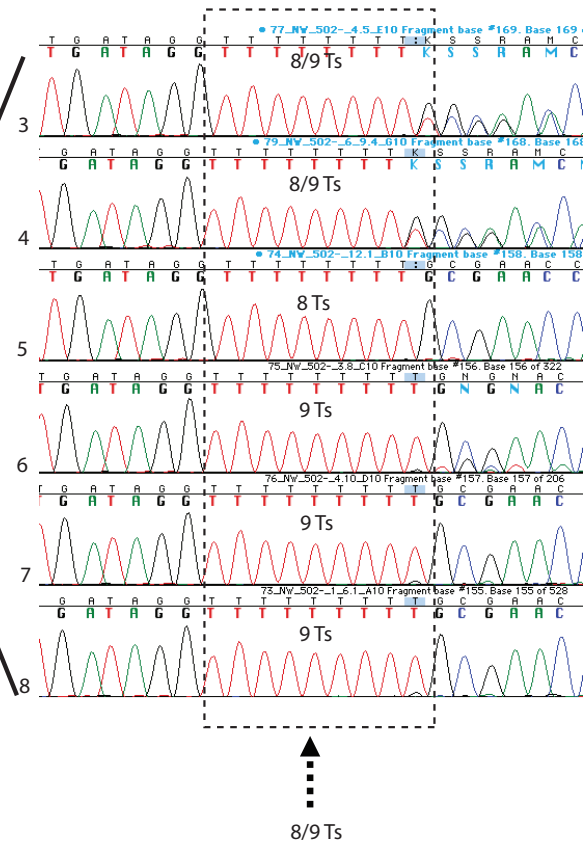 77_NW_502-_4.5_E10 Fragment base #169. Base 169
T G A T A G G T T T T T T T T : K S S R A M C
T G A T A G G T T T T T T T T K S S R A M C
8/9 Ts
3
79_NW_502-_6_9.4_G10 Fragment base #168. Base 168
G A T A G G T T T T T T T T K S S R A M C
G A T A G G T T T T T T T T K S S R A M C
8/9 Ts
4
74_NW_502-_12.1_B10 Fragment base #158. Base 158
T G A T A G G T T T T T T T T : G C G A A C C
T G A T A G G T T T T T T T T G C G A A C C
8 Ts
5
75_NW_502-_3.8_C10 Fragment base #156. Base 156 of 322
T G A T A G G T T T T T T T T T G N G N A C
T G A T A G G T T T T T T T T T G N G N A C
9 Ts
6
76_NW_502-_4.10_D10 Fragment base #157. Base 157 of 206
T G A T A G G T T T T T T T T T G C G A A C
T G A T A G G T T T T T T T T T G C G A A C
9 Ts
7
73_NW_502-_1_6.1_A10 Fragment base #155. Base 155 of 528
G A T A G G T T T T T T T T T G C G A A C
G A T A G G T T T T T T T T T G C G A A C
9 Ts
8
8/9 Ts